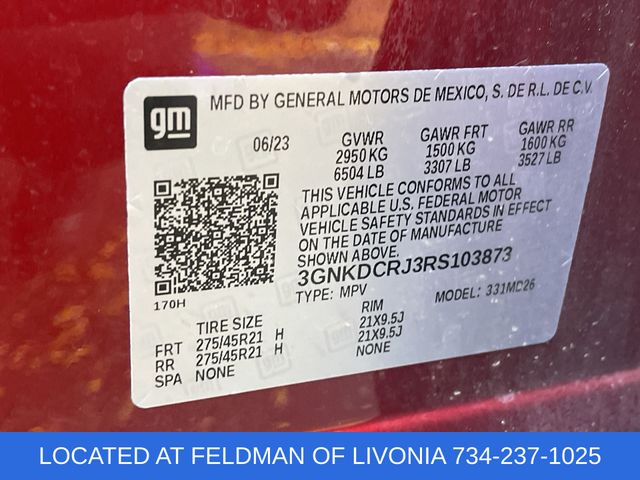 gm
MFD BY GENERAL MOTORS DE MEXICO, S. DE R.L. DE C.V.
06/23 GVWR GAWR FRT GAWR RR
2950 KG 1500 KG 1600 KG
6504 LB 3307 LB 3527 LB
THIS VEHICLE CONFORMS TO ALL
APPLICABLE U.S. FEDERAL MOTOR
VEHICLE SAFETY STANDARDS IN EFFECT
ON THE DATE OF MANUFACTURE
SHOWN ABOVE.
3GNKDCRJ3RS103873
170H TYPE: MPV MODEL: 331MC26
TIRE SIZE RIM
FRT 275/45R21 H 21X9.5J
RR 275/45R21 H 21X9.5J
SPA NONE NONE
LOCATED AT FELDMAN OF LIVONIA 734-237-1025